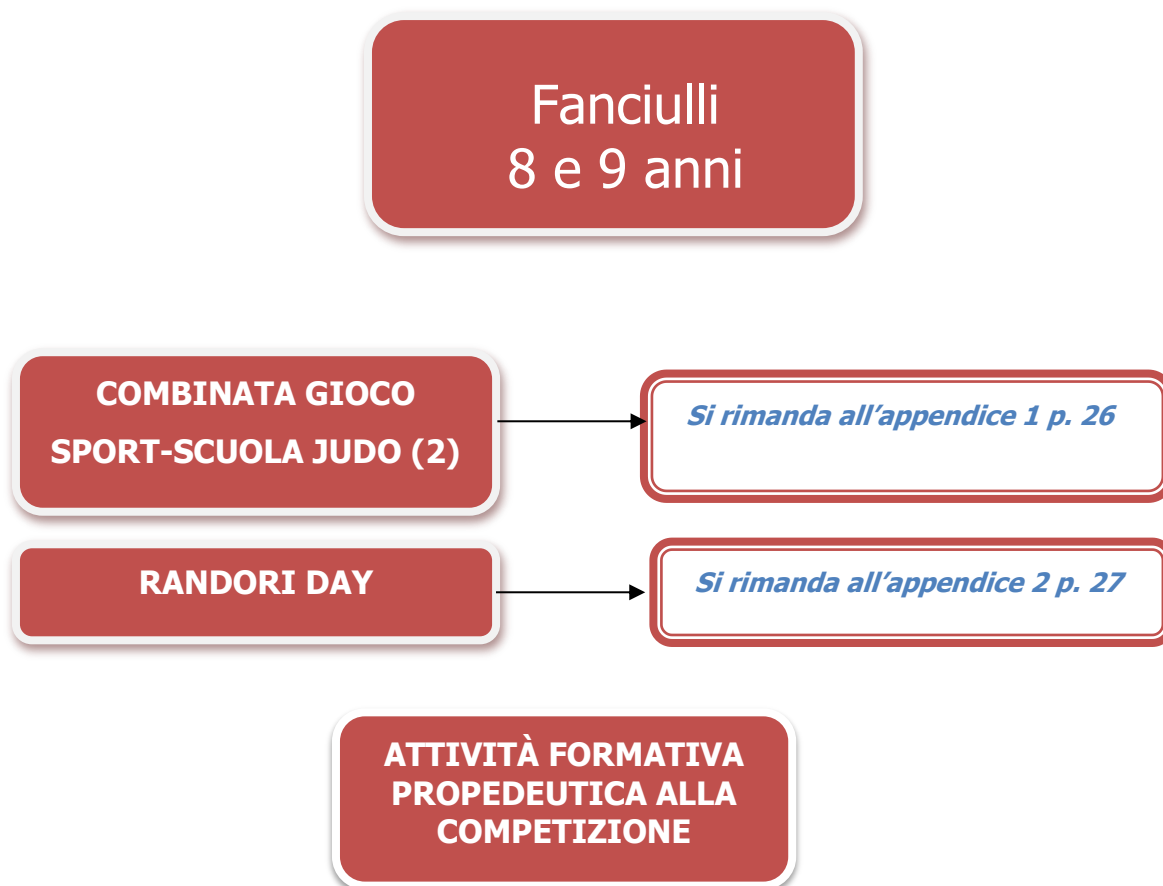 Fanciulli
8 e 9 anni
COMBINATA GIOCO
SPORT-SCUOLA JUDO (2)
Si rimanda all’appendice 1 p. 26
RANDORI DAY
Si rimanda all’appendice 2 p. 27
ATTIVITÀ FORMATIVA
PROPEDEUTICA ALLA
COMPETIZIONE